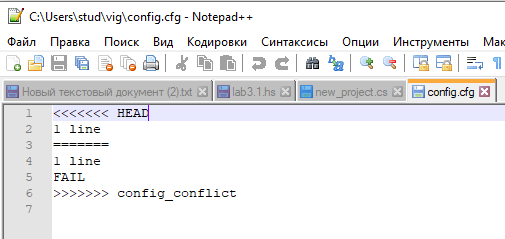 C:\Users\stud\vig\config.cfg - Notepad++
Файл Правка Поиск Вид Кодировки Синтаксисы Опции Инструменты Мак
Новый текстовый документ (2).txt lab3.1.hs new_project.cs config.cfg
1 <<<<<<< HEAD
2 1 line
3 =======
4 1 line
5 FAIL
6 >>>>>>> config_conflict
7